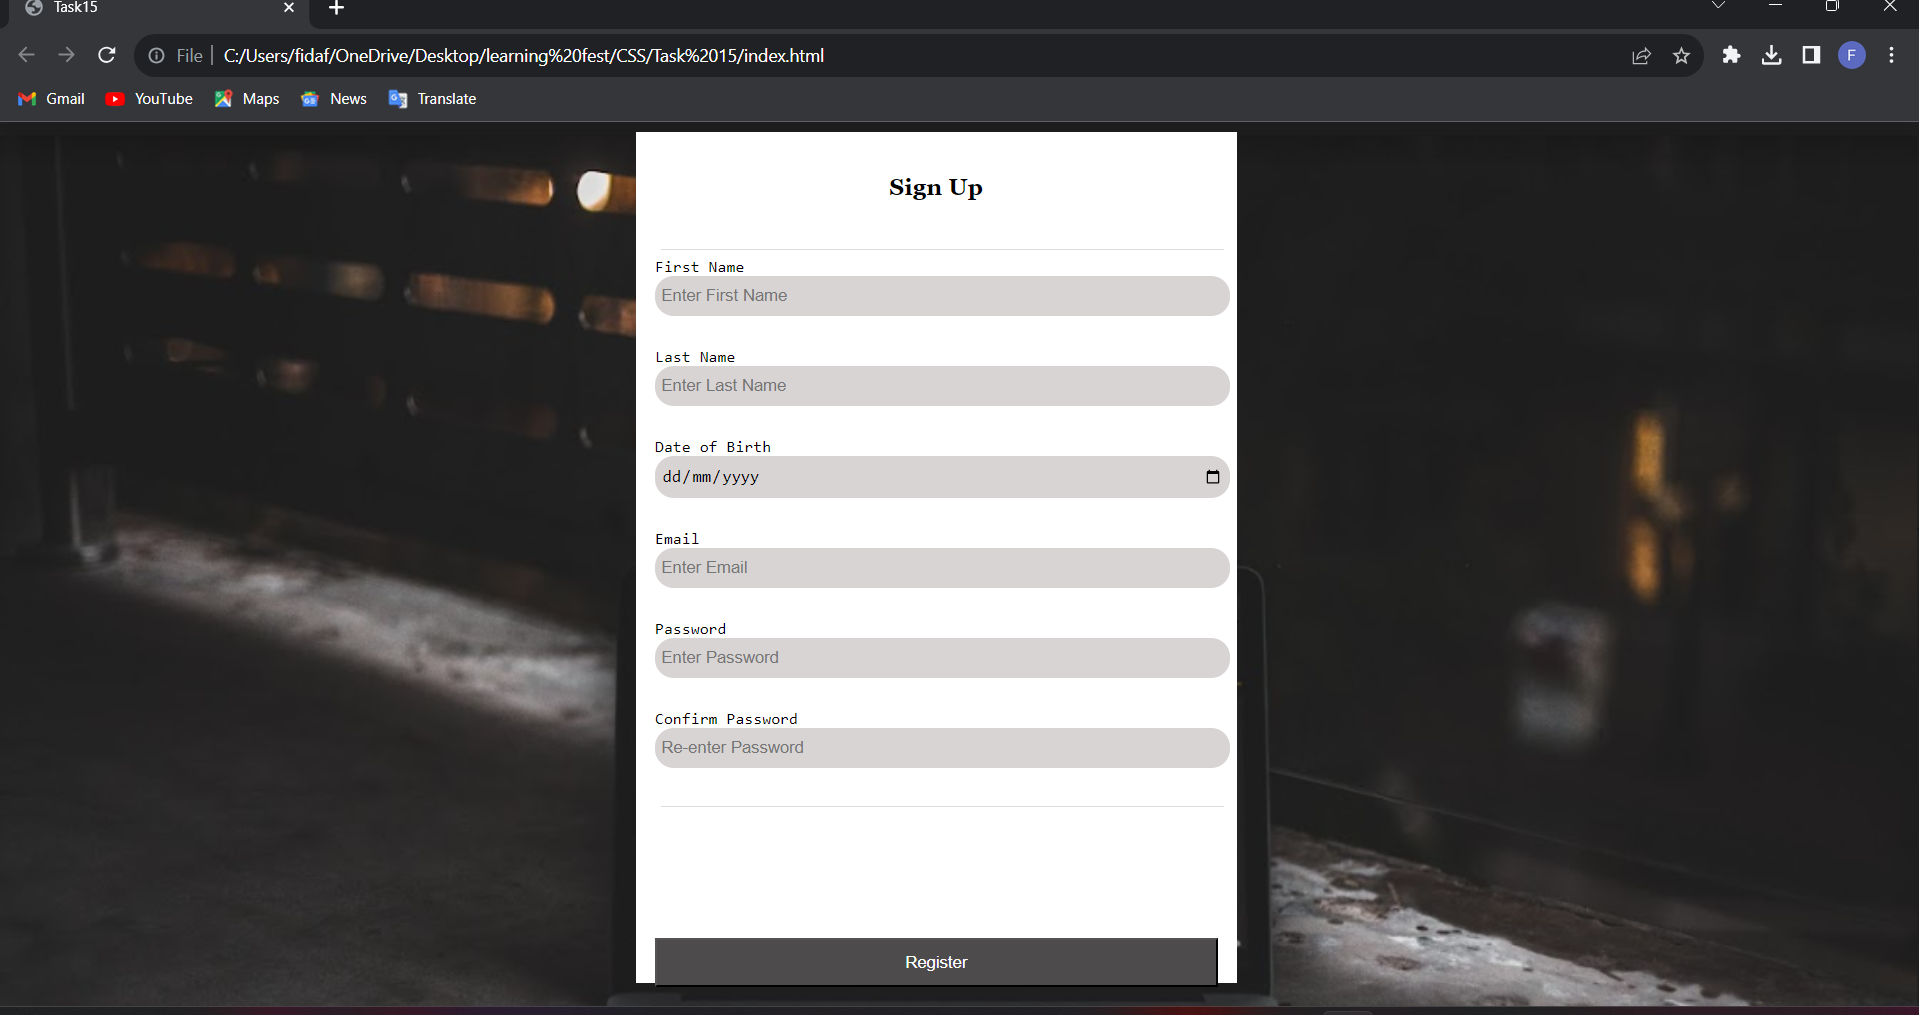 Task15
File
C:/Users/fidaf/OneDrive/Desktop/learning%20fest/CSS/Task%2015/index.html
F
Gmail
YouTube
Maps
News
Translate
Sign Up
First Name
Enter First Name
Last Name
Enter Last Name
Date of Birth
dd/mm/yyyy
Email
Enter Email
Password
Enter Password
Confirm Password
Re-enter Password
Register